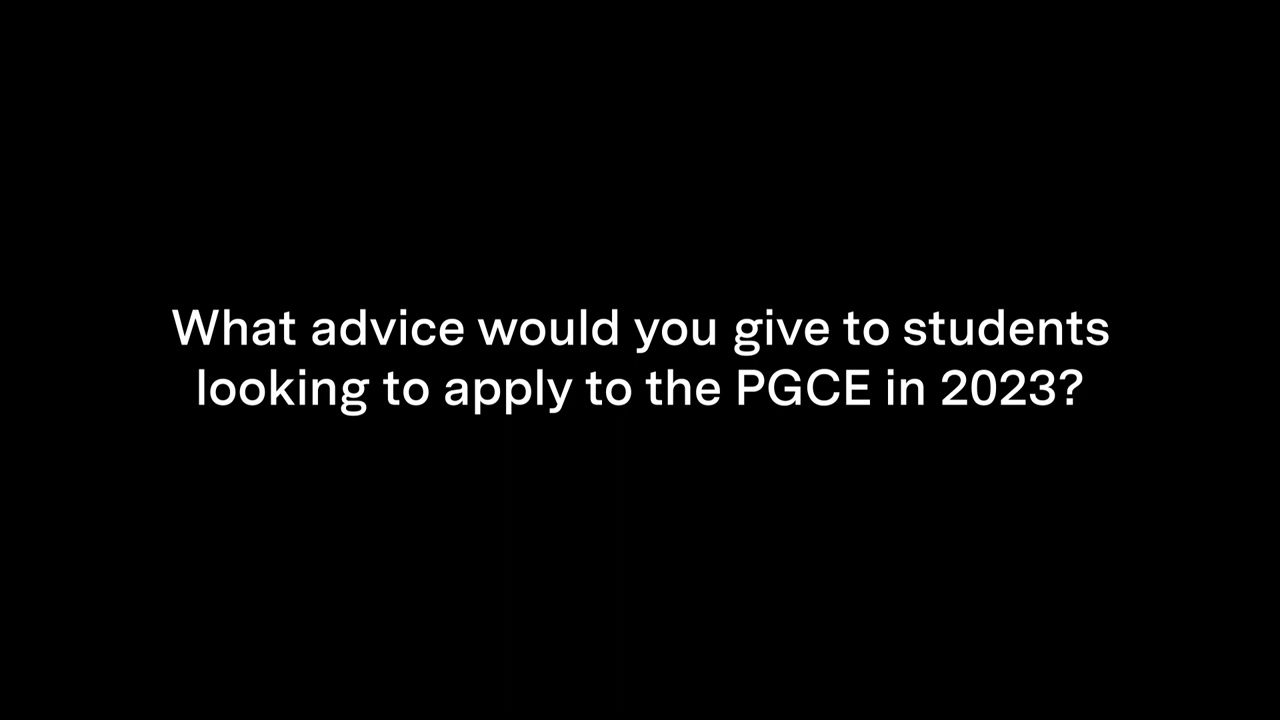 What advice would you give to students
looking to apply to the PGCE in 2023?